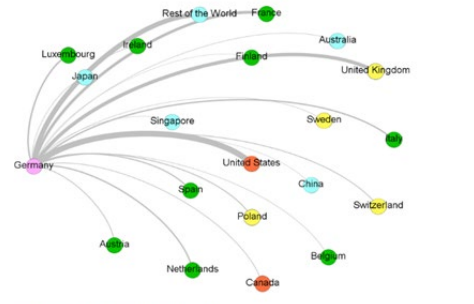 Rest of the World
France
Ireland
Australia
Luxembourg
Finland
Japan
United Kingdom
Singapore
Sweden
Italy
Germany
United States
China
Spain
Switzerland
Poland
Austria
Belgium
Netherlands
Canada